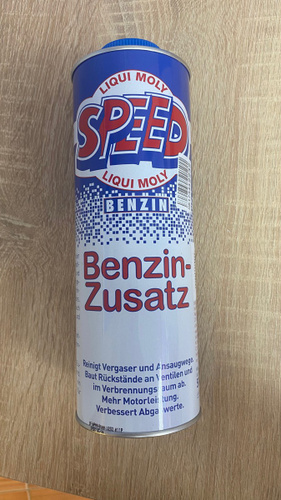 LIQUI MOLY
SPEED
LIQUI MOLY
BENZIN
Benzin-
Zusatz
Reinigt Vergaser und Ansaugwege.
Baut Rückstände an Ventilen und
im Verbrennungsraum ab.
Mehr Motorleistung.
Verbessert Abgaswerte.